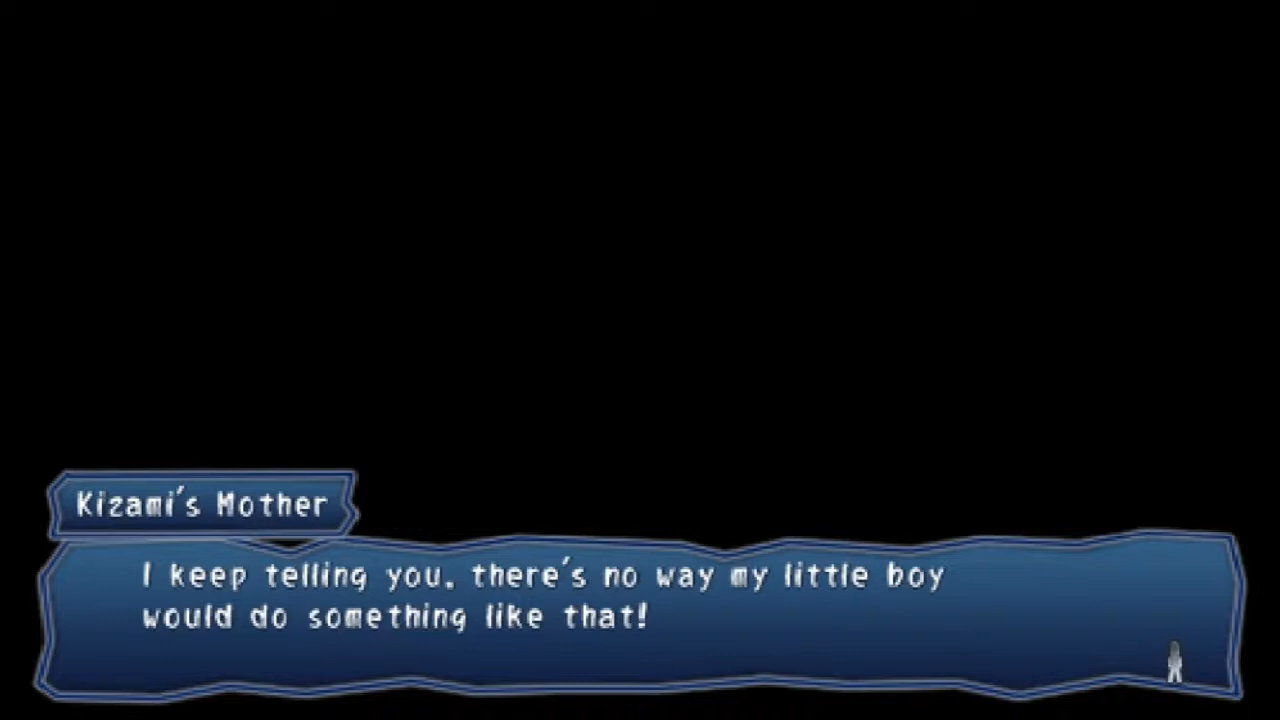 Kizami's Mother
I keep telling you, there's no way my little boy
would do something like that!